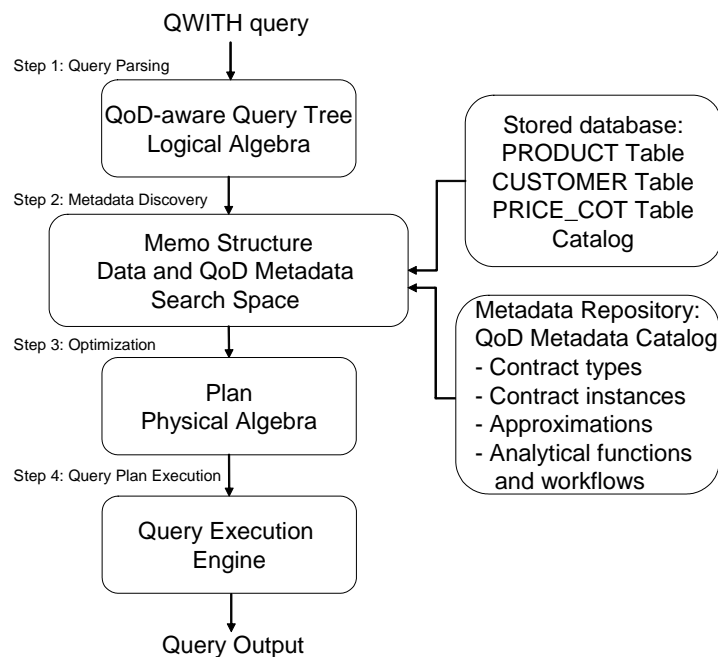 QWITH query
Step 1: Query Parsing
QoD-aware Query Tree
Logical Algebra
Step 2: Metadata Discovery
Memo Structure
Data and QoD Metadata
Search Space
Step 3: Optimization
Plan
Physical Algebra
Step 4: Query Plan Execution
Query Execution
Engine
Query Output
Stored database:
PRODUCT Table
CUSTOMER Table
PRICE_COT Table
Catalog
Metadata Repository:
QoD Metadata Catalog
- Contract types
- Contract instances
- Approximations
- Analytical functions
and workflows